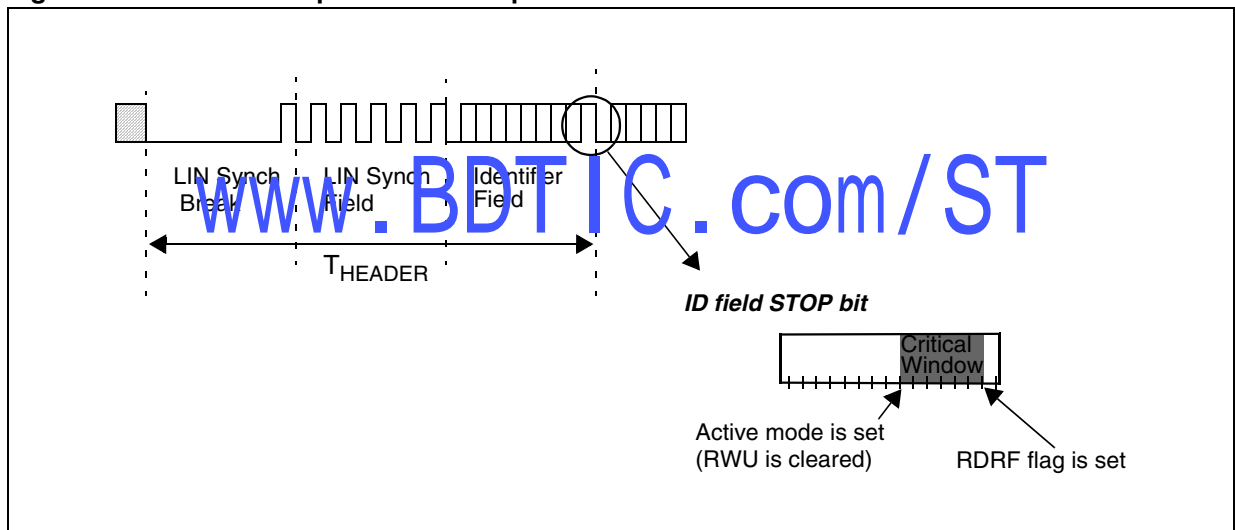 LIN Synch Break
LIN Synch Field
Identifier Field
www.BDTIC.com/ST
THEADER
ID field STOP bit
Critical
Window
Active mode is set
(RWU is cleared)
RDRF flag is set